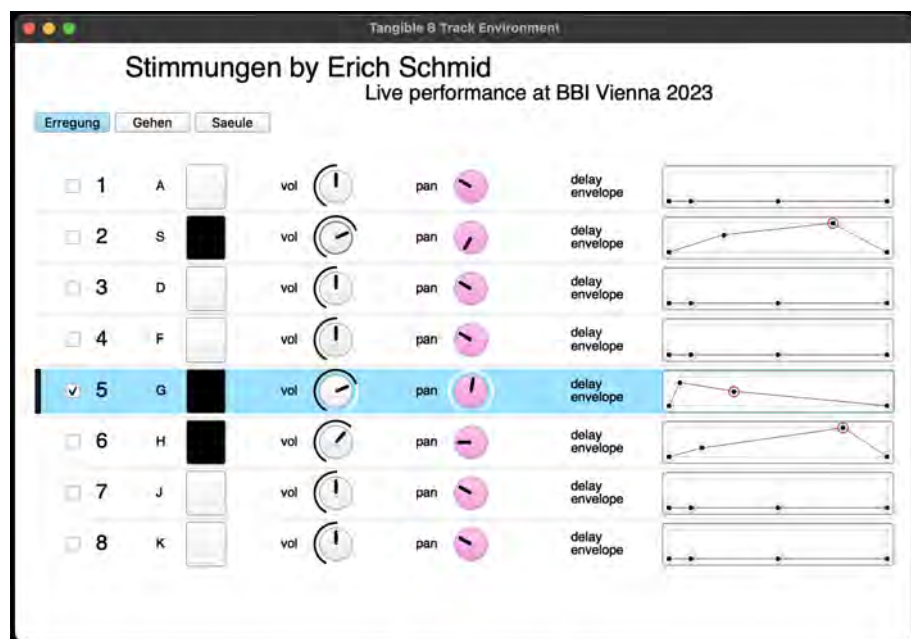 Tangible 8 Track Environment
Stimmungen by Erich Schmid
Live performance at BBI Vienna 2023
Erregung Gehen Saeule
1 A vol pan delay envelope
2 S vol pan delay envelope
3 D vol pan delay envelope
4 F vol pan delay envelope
5 G vol pan delay envelope
6 H vol pan delay envelope
7 J vol pan delay envelope
8 K vol pan delay envelope